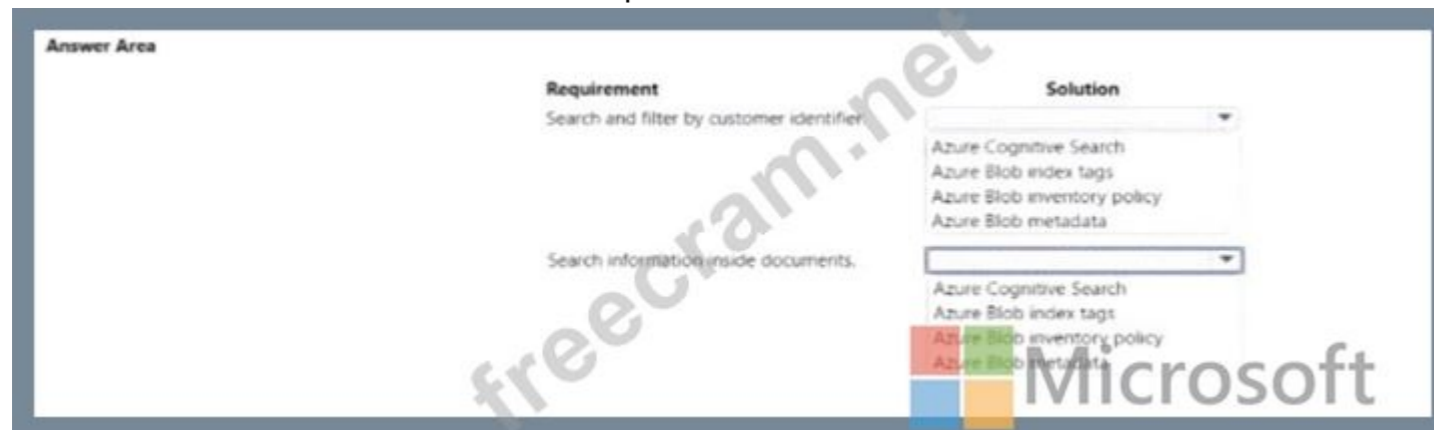 Answer Area
Requirement Solution
Search and filter by customer identifier.
Azure Cognitive Search
Azure Blob index tags
Azure Blob inventory policy
Azure Blob metadata
Search information inside documents.
Azure Cognitive Search
Azure Blob index tags
Azure Blob inventory policy
Azure Blob metadata
freecram.net
Microsoft